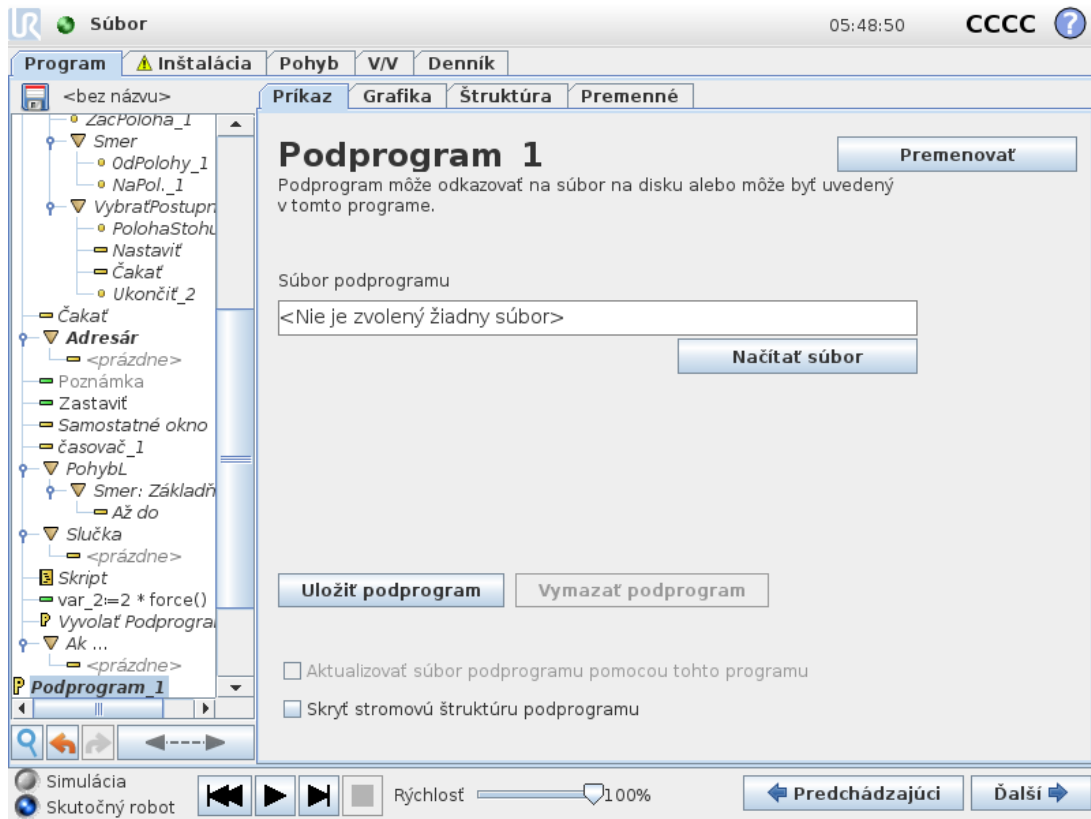 UR Súbor 05:48:50 CCCC ?
Program Inštalácia Pohyb V/V Denník
<bez názvu> Príkaz Grafika Štruktúra Premenné
ZačPoloha_1
Smer
OdPolohy_1
NaPol._1
VybraťPostupn
PolohaStohu
Nastaviť
Čakať
Ukončiť_2
Čakať
Adresár
<prázdne>
Poznámka
Zastaviť
Samostatné okno
časovač_1
PohybL
Smer: Základň
Až do
Slučka
<prázdne>
Skript
var_2:=2 * force()
Vyvolať Podprogra
Ak ...
<prázdne>
Podprogram_1
Podprogram_1
Premenovať
Podprogram môže odkazovať na súbor na disku alebo môže byť uvedený
v tomto programe.
Súbor podprogramu
<Nie je zvolený žiadny súbor>
Načítať súbor
Uložiť podprogram Vymazať podprogram
Aktualizovať súbor podprogramu pomocou tohto programu
Skryť stromovú štruktúru podprogramu
Simulácia
Skutočný robot
Rýchlosť 100%
Predchádzajúci Ďalší